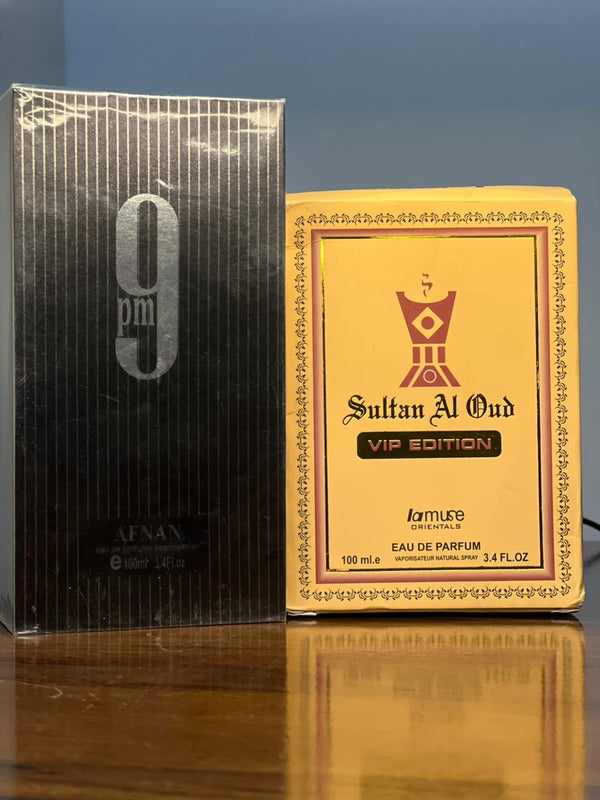 9
pm
AFNAN
eau de parfume vaporisateur
e 100ml 3,4Fl.oz
Sultan Al Oud
VIP EDITION
lamuse
ORIENTALS
EAU DE PARFUM
100 ml.e VAPORISATEUR NATURAL SPRAY 3.4 FL.OZ